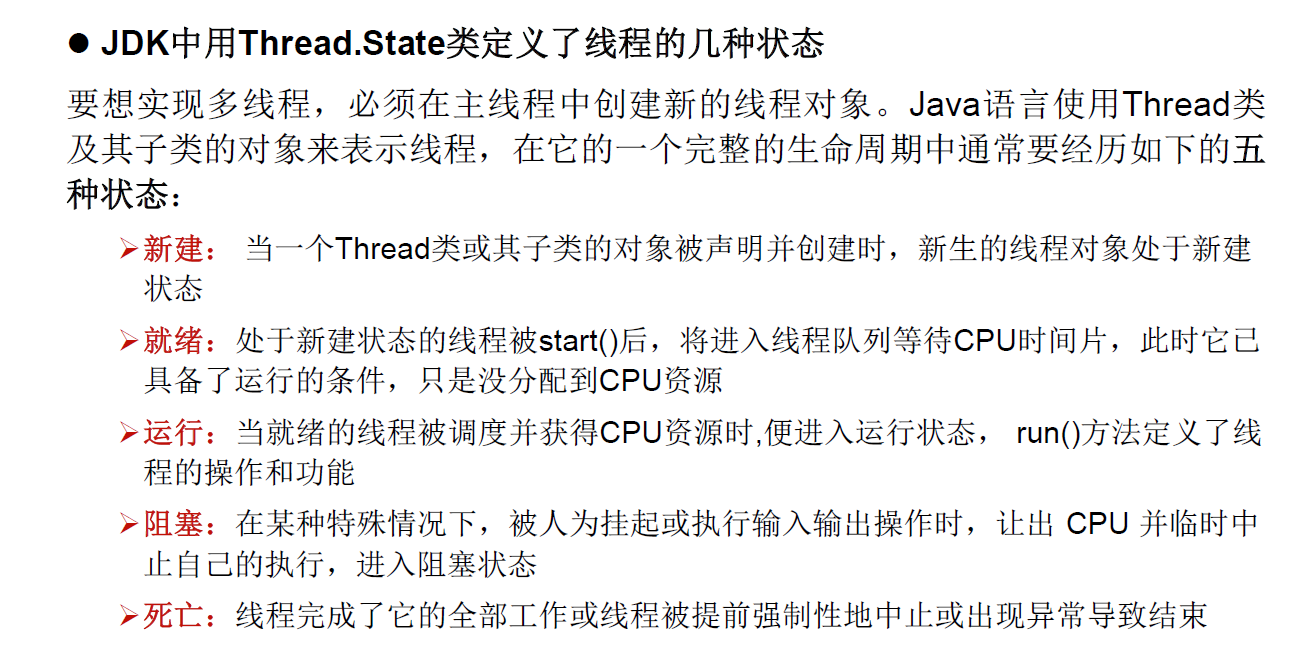 ● JDK中用Thread.State类定义了线程的几种状态
要想实现多线程，必须在主线程中创建新的线程对象。Java语言使用Thread类
及其子类的对象来表示线程，在它的一个完整的生命周期中通常要经历如下的五
种状态：
➢新建： 当一个Thread类或其子类的对象被声明并创建时，新生的线程对象处于新建
状态
➢就绪：处于新建状态的线程被start()后，将进入线程队列等待CPU时间片，此时它已
具备了运行的条件，只是没分配到CPU资源
➢运行：当就绪的线程被调度并获得CPU资源时,便进入运行状态， run()方法定义了线
程的操作和功能
➢阻塞：在某种特殊情况下，被人为挂起或执行输入输出操作时，让出 CPU 并临时中
止自己的执行，进入阻塞状态
➢死亡：线程完成了它的全部工作或线程被提前强制性地中止或出现异常导致结束